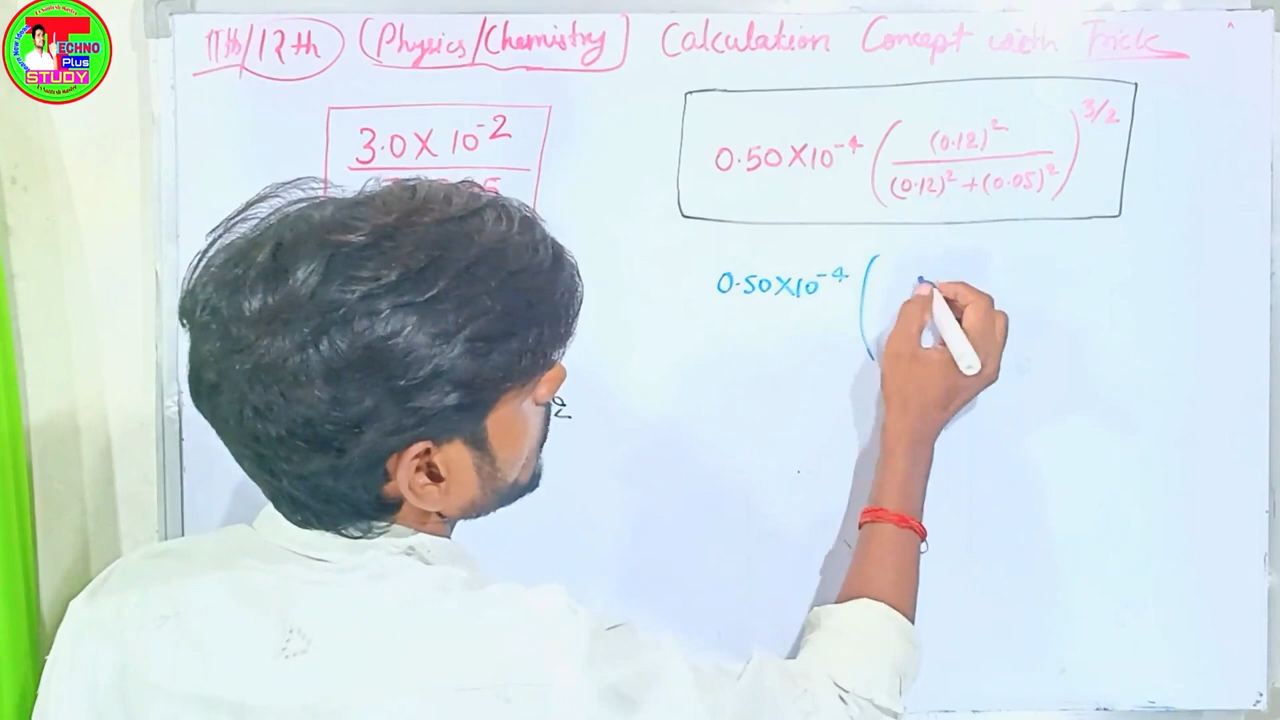 11th/12th (Physics/Chemistry) Calculation Concept with Trick
TECHNO
Plus
STUDY
3.0 X 10⁻²
0.50 X 10⁻⁴ ( (0.12)² / (0.12)² + (0.05)² )^3/2
0.50 X 10⁻⁴ (